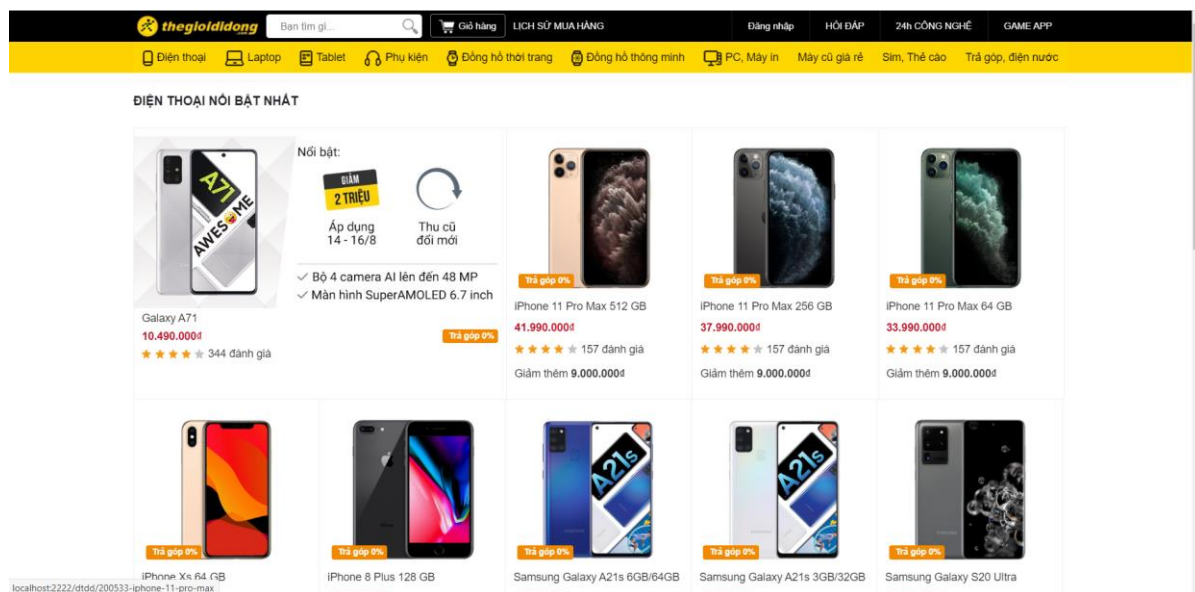 thegioididong
.com
Bạn tìm gì...
Giỏ hàng
LỊCH SỬ MUA HÀNG
Đăng nhập
HỎI ĐÁP
24h CÔNG NGHỆ
GAME APP
Điện thoại
Laptop
Tablet
Phụ kiện
Đồng hồ thời trang
Đồng hồ thông minh
PC, Máy in
Máy cũ giá rẻ
Sim, Thẻ cào
Trả góp, điện nước
ĐIỆN THOẠI NỔI BẬT NHẤT
A71
AWESOME
Nổi bật:
GIẢM
2 TRIỆU
Áp dụng
14 - 16/8
Thu cũ
đổi mới
Bộ 4 camera AI lên đến 48 MP
Màn hình SuperAMOLED 6.7 inch
Galaxy A71
10.490.000₫
Trả góp 0%
344 đánh giá
Trả góp 0%
iPhone 11 Pro Max 512 GB
41.990.000₫
157 đánh giá
Giảm thêm 9.000.000₫
Trả góp 0%
iPhone 11 Pro Max 256 GB
37.990.000₫
157 đánh giá
Giảm thêm 9.000.000₫
Trả góp 0%
iPhone 11 Pro Max 64 GB
33.990.000₫
157 đánh giá
Giảm thêm 9.000.000₫
Trả góp 0%
iPhone Xs 64 GB
Trả góp 0%
iPhone 8 Plus 128 GB
A21s
Trả góp 0%
Samsung Galaxy A21s 6GB/64GB
A21s
Trả góp 0%
Samsung Galaxy A21s 3GB/32GB
Trả góp 0%
Samsung Galaxy S20 Ultra
localhost:2222/dtdd/200533-iphone-11-pro-max